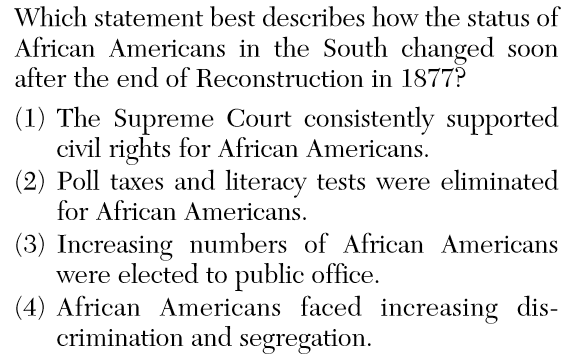 Which statement best describes how the status of
African Americans in the South changed soon
after the end of Reconstruction in 1877?
(1) The Supreme Court consistently supported
civil rights for African Americans.
(2) Poll taxes and literacy tests were eliminated
for African Americans.
(3) Increasing numbers of African Americans
were elected to public office.
(4) African Americans faced increasing dis-
crimination and segregation.